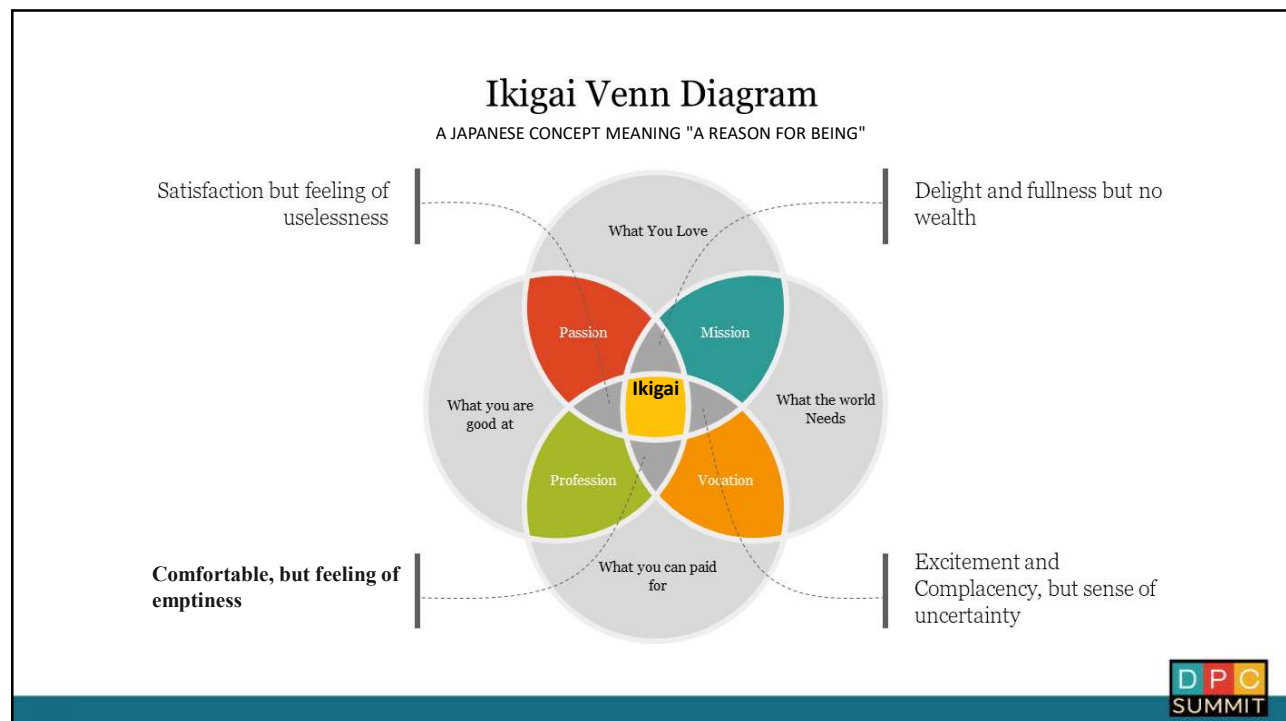 Ikigai Venn Diagram
A JAPANESE CONCEPT MEANING "A REASON FOR BEING"
Satisfaction but feeling of
uselessness
Delight and fullness but no
wealth
What You Love
Passion
Mission
Ikigai
What you are
good at
What the world
Needs
Profession
Vocation
What you can paid
for
Comfortable, but feeling of
emptiness
Excitement and
Complacency, but sense of
uncertainty
D P C
SUMMIT